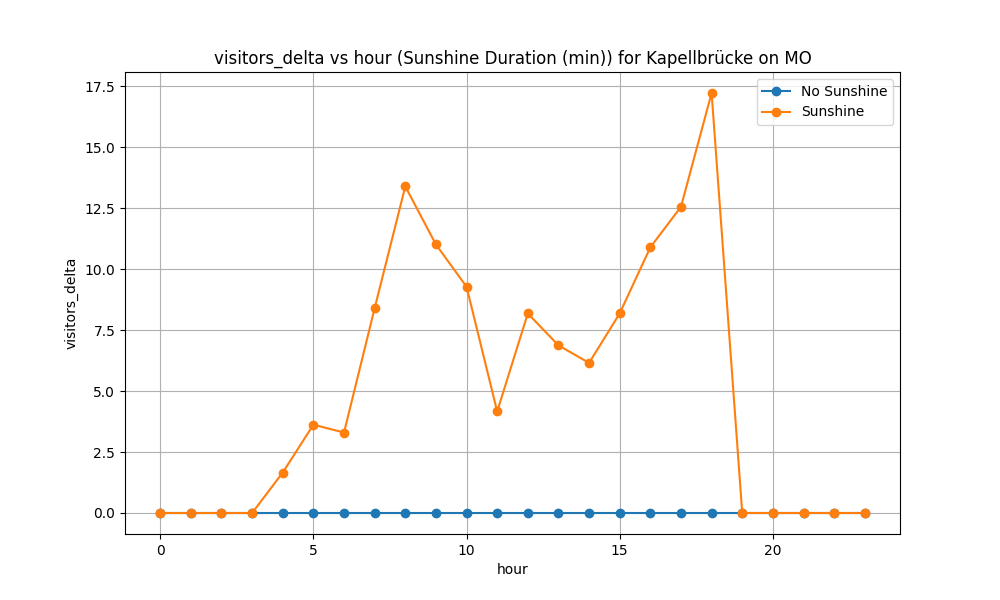 visitors_delta vs hour (Sunshine Duration (min)) for Kapellbrücke on MO
No Sunshine
Sunshine
17.5
15.0
12.5
10.0
7.5
5.0
2.5
0.0
visitors_delta
0 5 10 15 20
hour